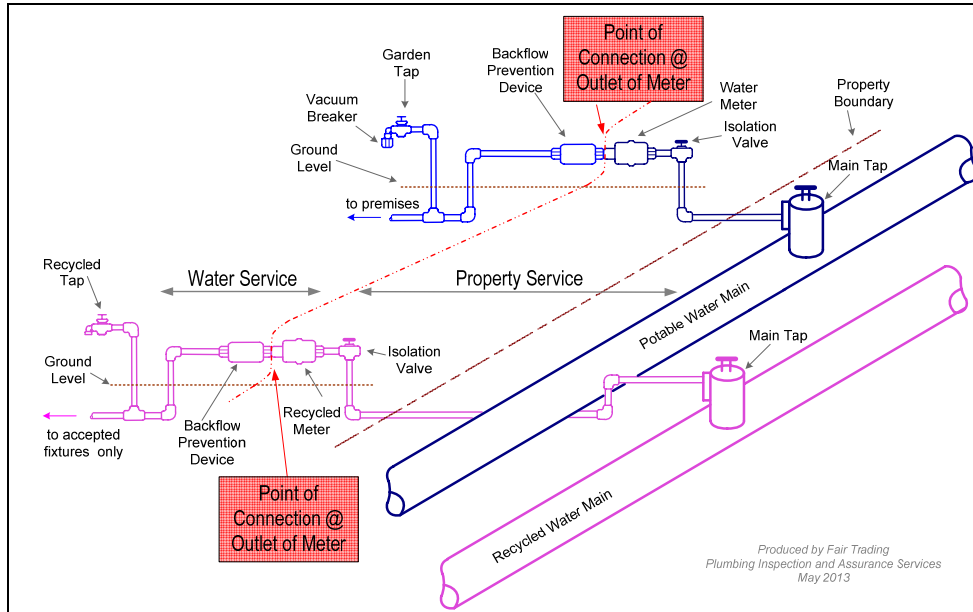 Point of
Connection @
Outlet of Meter
Garden
Tap
Backflow
Prevention
Device
Water
Meter
Property
Boundary
Vacuum
Breaker
Isolation
Valve
Ground
Level
Main Tap
to premises
Recycled
Tap
Water Service
Property Service
Potable Water Main
Main Tap
Isolation
Valve
Ground
Level
Recycled
Meter
Backflow
Prevention
Device
to accepted
fixtures only
Point of
Connection @
Outlet of Meter
Recycled Water Main
Produced by Fair Trading
Plumbing Inspection and Assurance Services
May 2013